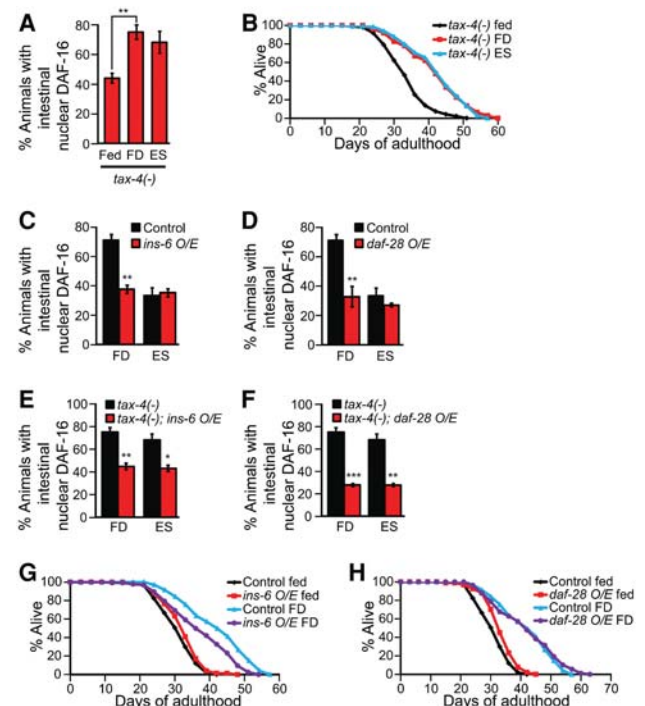 A
% Animals with
intestinal
nuclear DAF-16
80
60
40
20
0
**
Fed FD ES
tax-4(-)
B
% Alive
100
80
60
40
20
0
0 10 20 30 40 50 60
Days of adulthood
tax-4(-) fed
tax-4(-) FD
tax-4(-) ES
C
% Animals with
intestinal
nuclear DAF-16
80
60
40
20
0
Control
ins-6 O/E
**
FD ES
D
% Animals with
intestinal
nuclear DAF-16
80
60
40
20
0
Control
daf-28 O/E
**
FD ES
E
% Animals with
intestinal
nuclear DAF-16
100
80
60
40
20
0
tax-4(-)
tax-4(-); ins-6 O/E
** *
FD ES
F
% Animals with
intestinal
nuclear DAF-16
100
80
60
40
20
0
tax-4(-)
tax-4(-); daf-28 O/E
*** **
FD ES
G
% Alive
100
80
60
40
20
0
0 10 20 30 40 50 60
Days of adulthood
Control fed
ins-6 O/E fed
Control FD
ins-6 O/E FD
H
% Alive
100
80
60
40
20
0
0 10 20 30 40 50 60 70
Days of adulthood
Control fed
daf-28 O/E fed
Control FD
daf-28 O/E FD